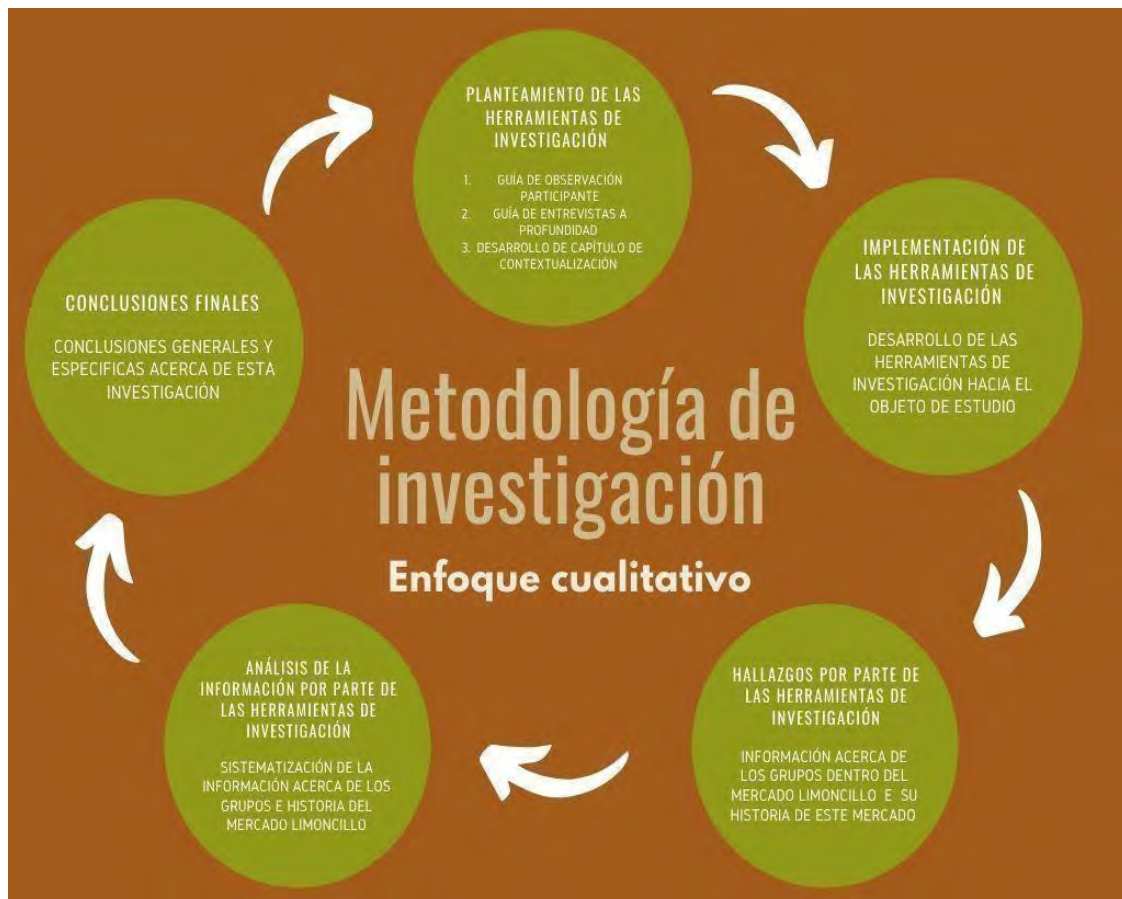 PLANTEAMIENTO DE LAS
HERRAMIENTAS DE
INVESTIGACIÓN
1. GUÍA DE OBSERVACIÓN
PARTICIPANTE
2. GUÍA DE ENTREVISTAS A
PROFUNDIDAD
3. DESARROLLO DE CAPÍTULO DE
CONTEXTUALIZACIÓN
IMPLEMENTACIÓN DE
LAS HERRAMIENTAS DE
INVESTIGACIÓN
DESARROLLO DE LAS
HERRAMIENTAS DE
INVESTIGACIÓN HACIA EL
OBJETO DE ESTUDIO
HALLAZGOS POR PARTE DE
LAS HERRAMIENTAS DE
INVESTIGACIÓN
INFORMACIÓN ACERCA DE
LOS GRUPOS DENTRO DEL
MERCADO LIMONCILLO E SU
HISTORIA DE ESTE MERCADO
ANÁLISIS DE LA
INFORMACIÓN POR PARTE DE
LAS HERRAMIENTAS DE
INVESTIGACIÓN
SISTEMATIZACIÓN DE LA
INFORMACIÓN ACERCA DE LOS
GRUPOS E HISTORIA DEL
MERCADO LIMONCILLO
CONCLUSIONES FINALES
CONCLUSIONES GENERALES Y
ESPECIFICAS ACERCA DE ESTA
INVESTIGACIÓN
Metodología de
investigación
Enfoque cualitativo